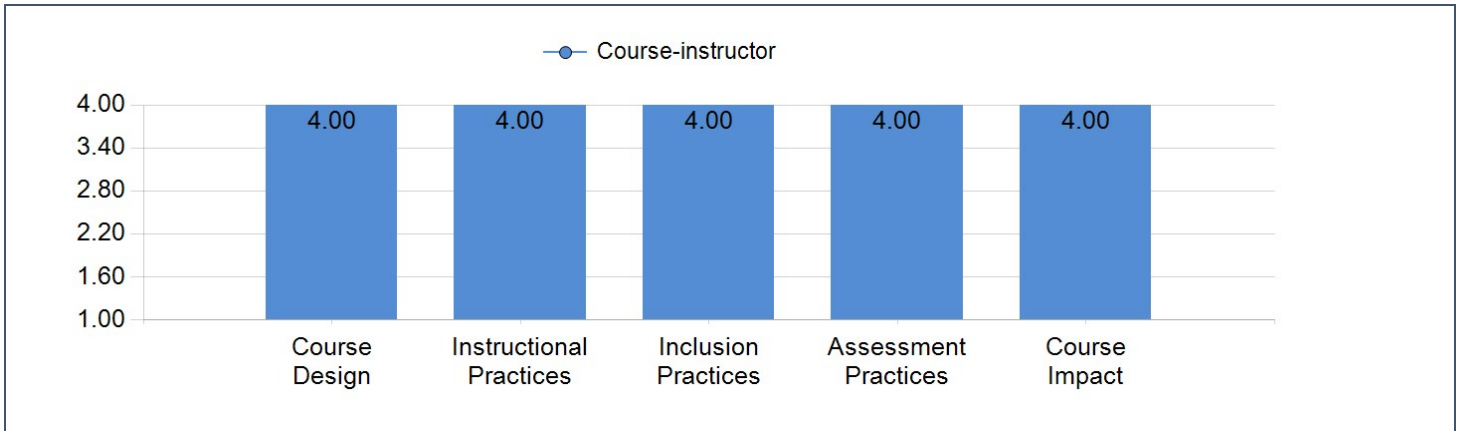 Course-instructor
4.00
3.40
2.80
2.20
1.60
1.00
4.00 4.00 4.00 4.00 4.00
Course Instructional Inclusion Assessment Course
Design Practices Practices Practices Impact